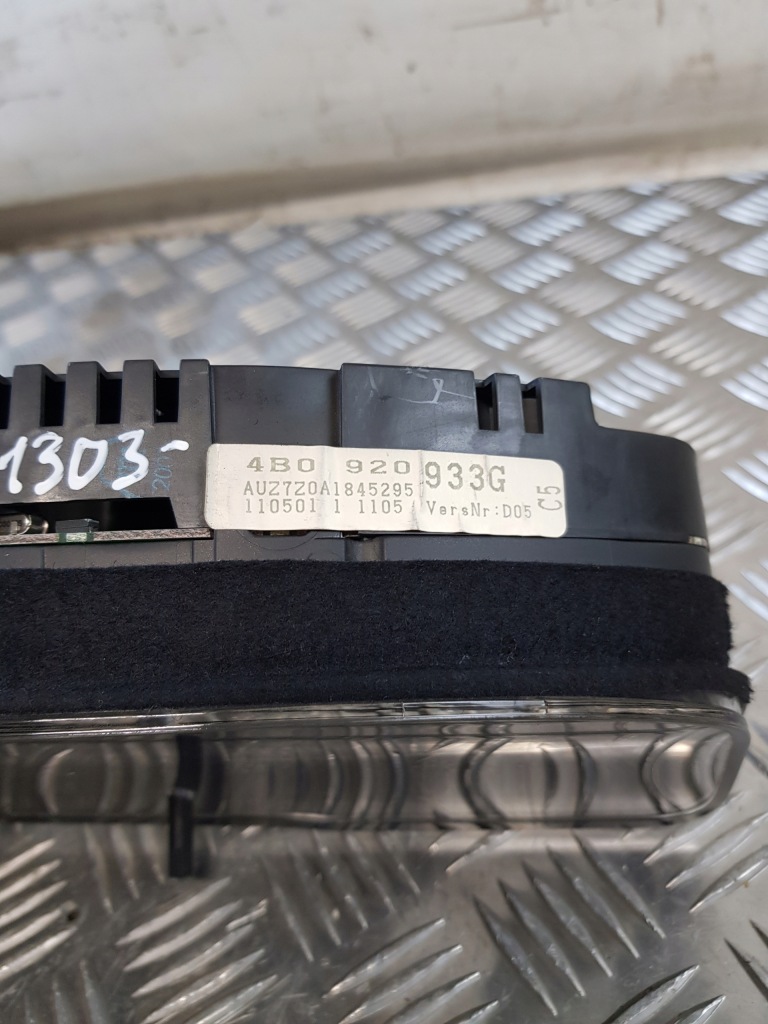 1303-
4B0 920 933G
AUZ7Z0A1845295
110501 1 1105 VersNr:D05
C5